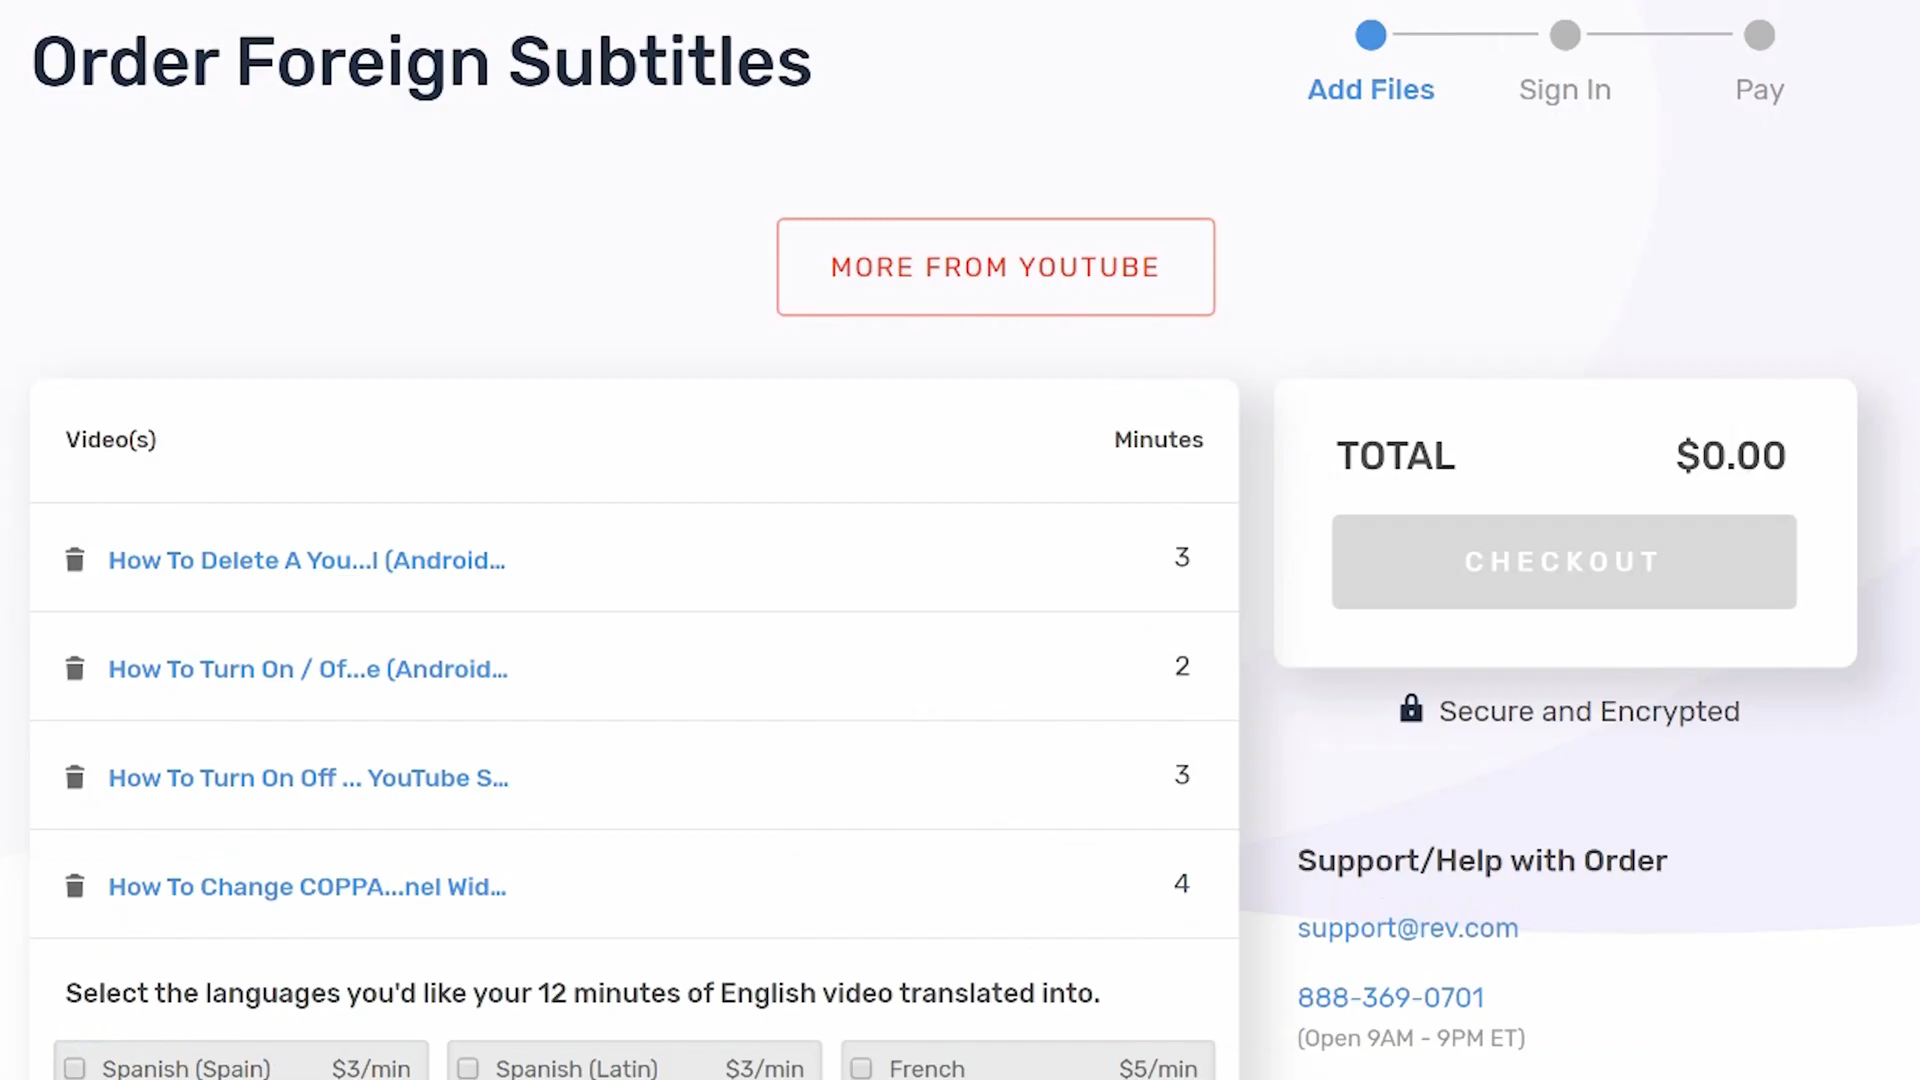 Order Foreign Subtitles
Add Files
Sign In
Pay
MORE FROM YOUTUBE
Video(s)
Minutes
How To Delete A You...l (Android...
3
How To Turn On / Of...e (Android...
2
How To Turn On Off ... YouTube S...
3
How To Change COPPA...nel Wid...
4
Select the languages you'd like your 12 minutes of English video translated into.
Spanish (Spain) $3/min
Spanish (Latin) $3/min
French $5/min
TOTAL $0.00
CHECKOUT
Secure and Encrypted
Support/Help with Order
support@rev.com
888-369-0701
(Open 9AM - 9PM ET)